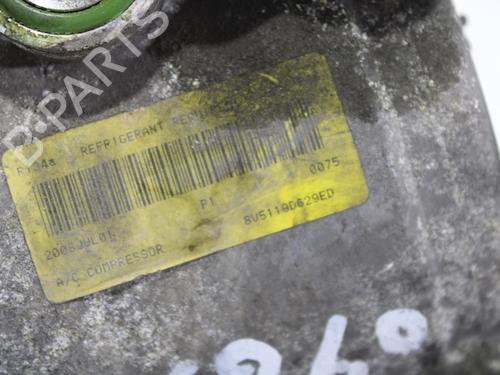 R134a REFRIGERANT
0075
2008JUL01 P1 8V5119D629ED
A/C COMPRESSOR
B-PARTS